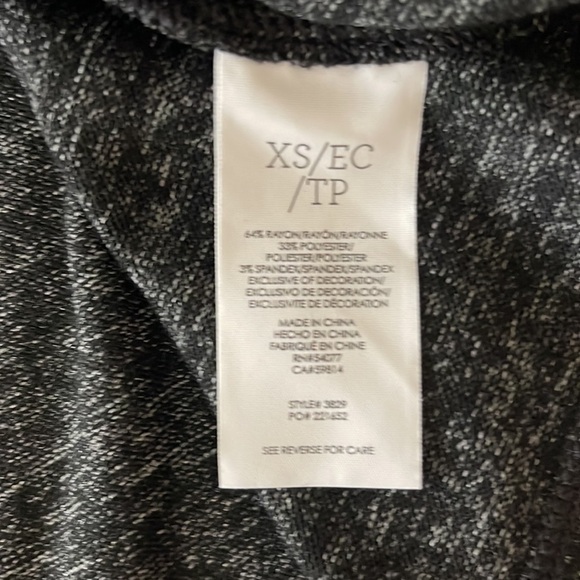 XS/EC
/TP
64% RAYON/RAYÓN/RAYONNE
33% POLYESTER/
POLIÉSTER/POLYESTER
3% SPANDEX/SPANDEX/SPANDEX
EXCLUSIVE OF DECORATION/
EXCLUSIVO DE DECORACIÓN/
EXCLUSIVITE DE DÉCORATION
MADE IN CHINA
HECHO EN CHINA
FABRIQUÉ EN CHINE
RN#54077
CA#59814
STYLE# 3829
PO# 221652
SEE REVERSE FOR CARE